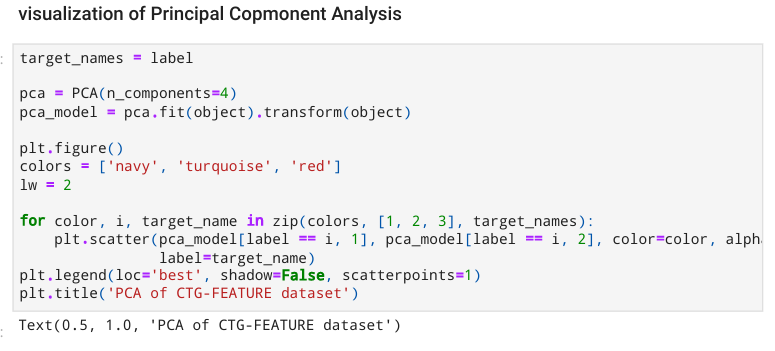 visualization of Principal Copmonent Analysis
target_names = label
pca = PCA(n_components=4)
pca_model = pca.fit(object).transform(object)
plt.figure()
colors = ['navy', 'turquoise', 'red']
lw = 2
for color, i, target_name in zip(colors, [1, 2, 3], target_names):
    plt.scatter(pca_model[label == i, 1], pca_model[label == i, 2], color=color, alph
                label=target_name)
plt.legend(loc='best', shadow=False, scatterpoints=1)
plt.title('PCA of CTG-FEATURE dataset')
Text(0.5, 1.0, 'PCA of CTG-FEATURE dataset')